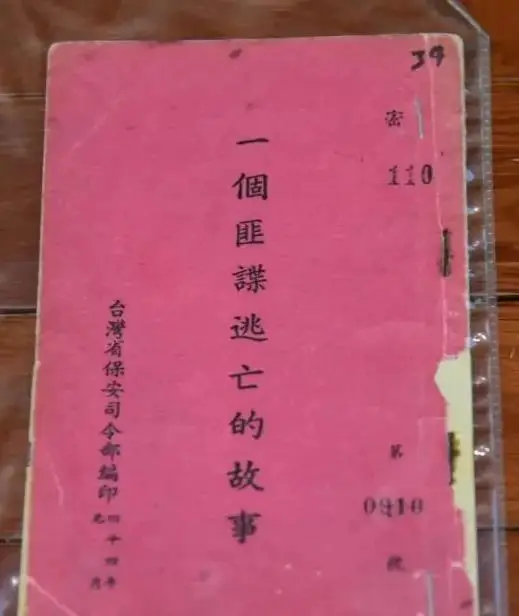 39
密
110
第
0910
號
一個匪諜逃亡的故事
台灣省保安司令部編印
四十四年
元月